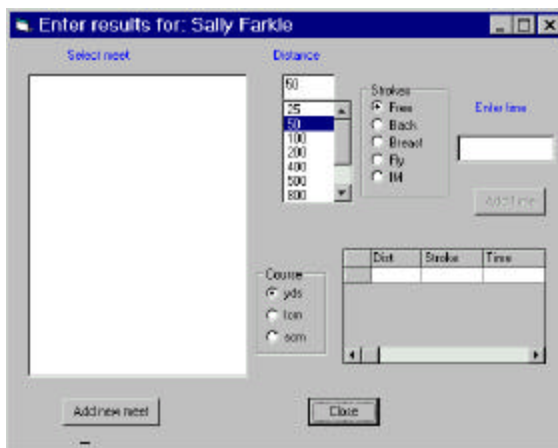 Enter results for: Sally Farkle
Select meet
Distance
50
25
50
100
200
400
500
800
Strokes
Free
Back
Breast
Fly
IM
Enter time
Add time
Course
yds
lcm
scm
Dist
Stroke
Time
Add new meet
Close